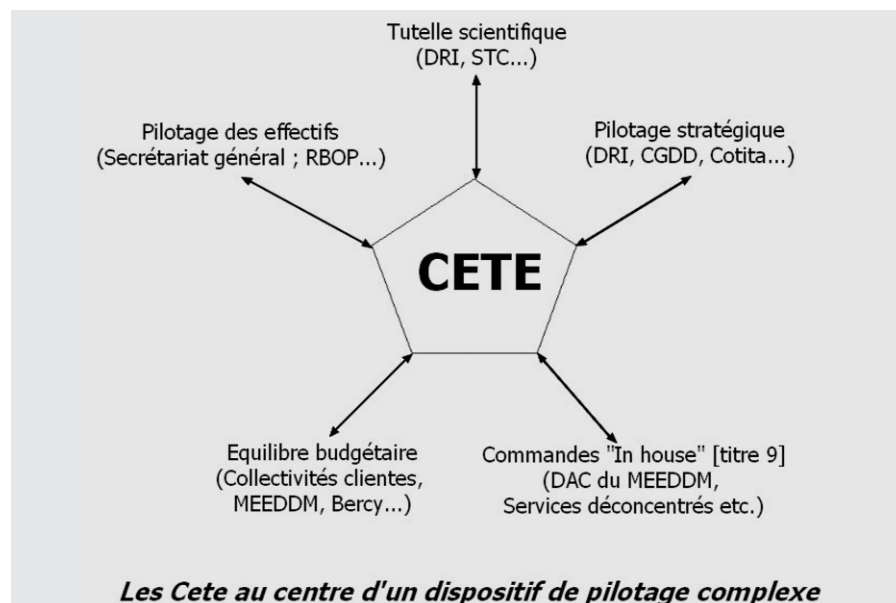 Tutelle scientifique
(DRI, STC...)
Pilotage des effectifs
(Secrétariat général ; RBOP...)
Pilotage stratégique
(DRI, CGDD, Cotita...)
CETE
Equilibre budgétaire
(Collectivités clientes,
MEEDDM, Bercy...)
Commandes "In house" [titre 9]
(DAC du MEEDDM,
Services déconcentrés etc.)
Les Cete au centre d'un dispositif de pilotage complexe